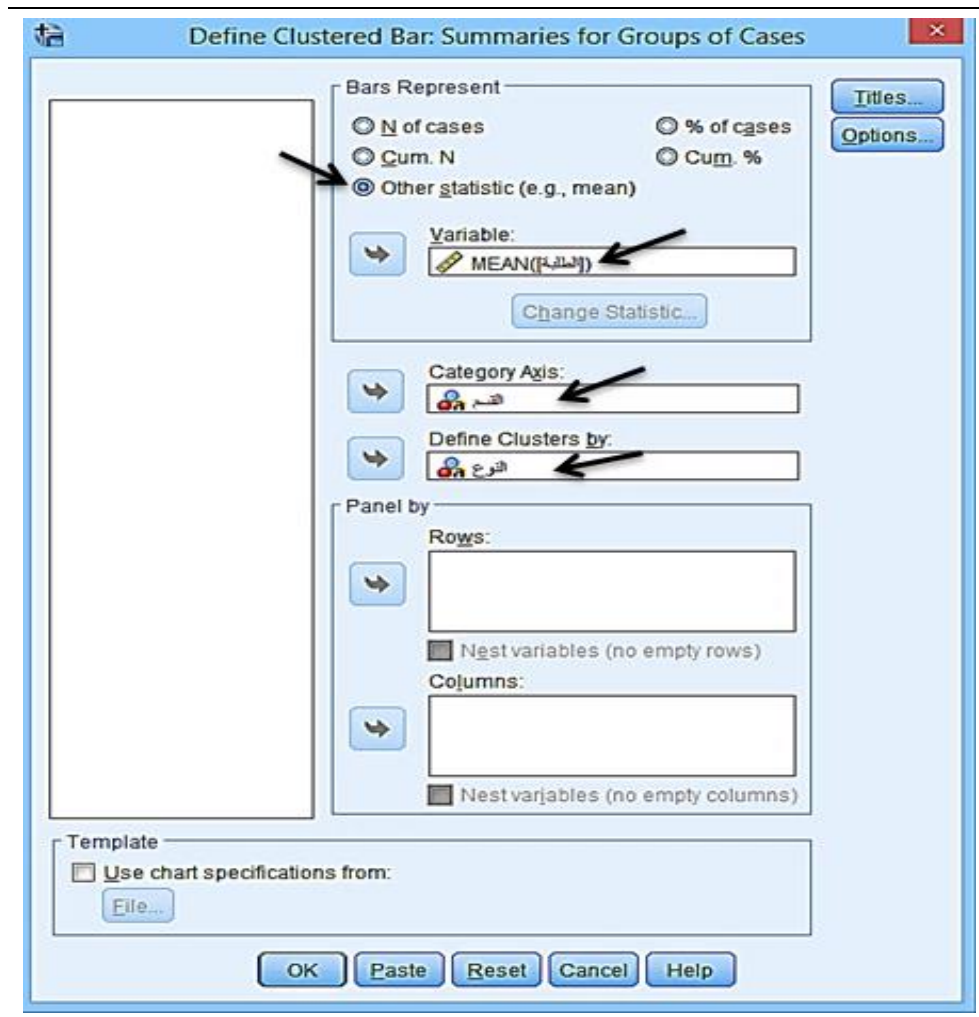 Define Clustered Bar: Summaries for Groups of Cases
Bars Represent
N of cases
% of cases
Cum. N
Cum. %
Other statistic (e.g., mean)
Variable:
MEAN([الطلبة])
Change Statistic...
Category Axis:
القسم
Define Clusters by:
النوع
Panel by
Rows:
Nest variables (no empty rows)
Columns:
Nest variables (no empty columns)
Titles...
Options...
Template
Use chart specifications from:
File...
OK Paste Reset Cancel Help